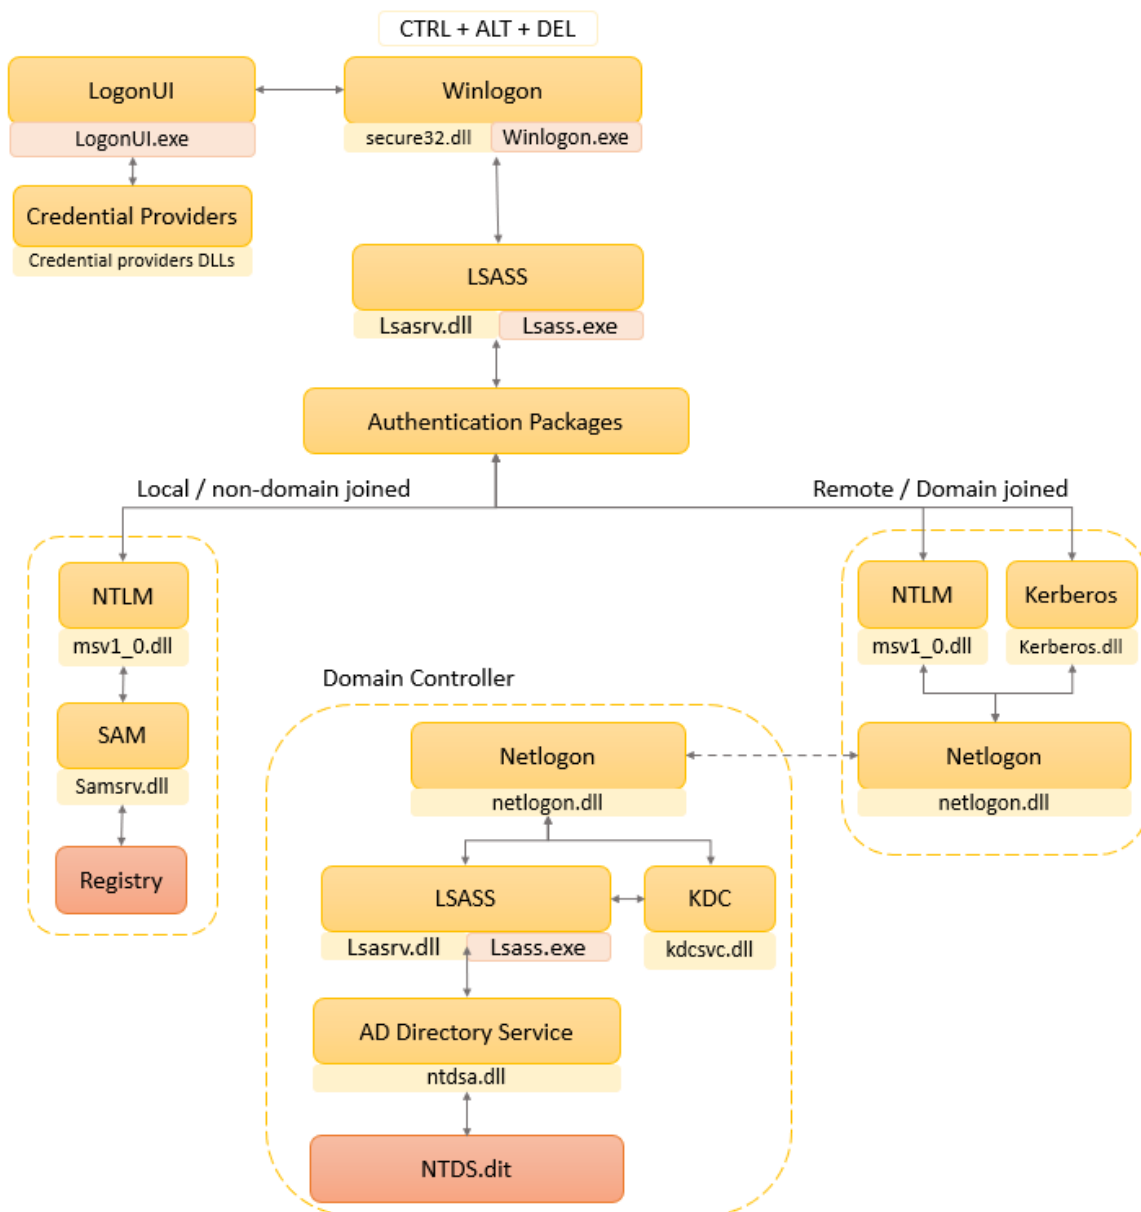 CTRL + ALT + DEL
LogonUI
LogonUI.exe
Winlogon
secure32.dll
Winlogon.exe
Credential Providers
Credential providers DLLs
LSASS
Lsasrv.dll
Lsass.exe
Authentication Packages
Local / non-domain joined
Remote / Domain joined
NTLM
msv1_0.dll
SAM
Samsrv.dll
Registry
NTLM
msv1_0.dll
Kerberos
Kerberos.dll
Netlogon
netlogon.dll
Domain Controller
Netlogon
netlogon.dll
LSASS
Lsasrv.dll
Lsass.exe
KDC
kdcsvc.dll
AD Directory Service
ntdsa.dll
NTDS.dit